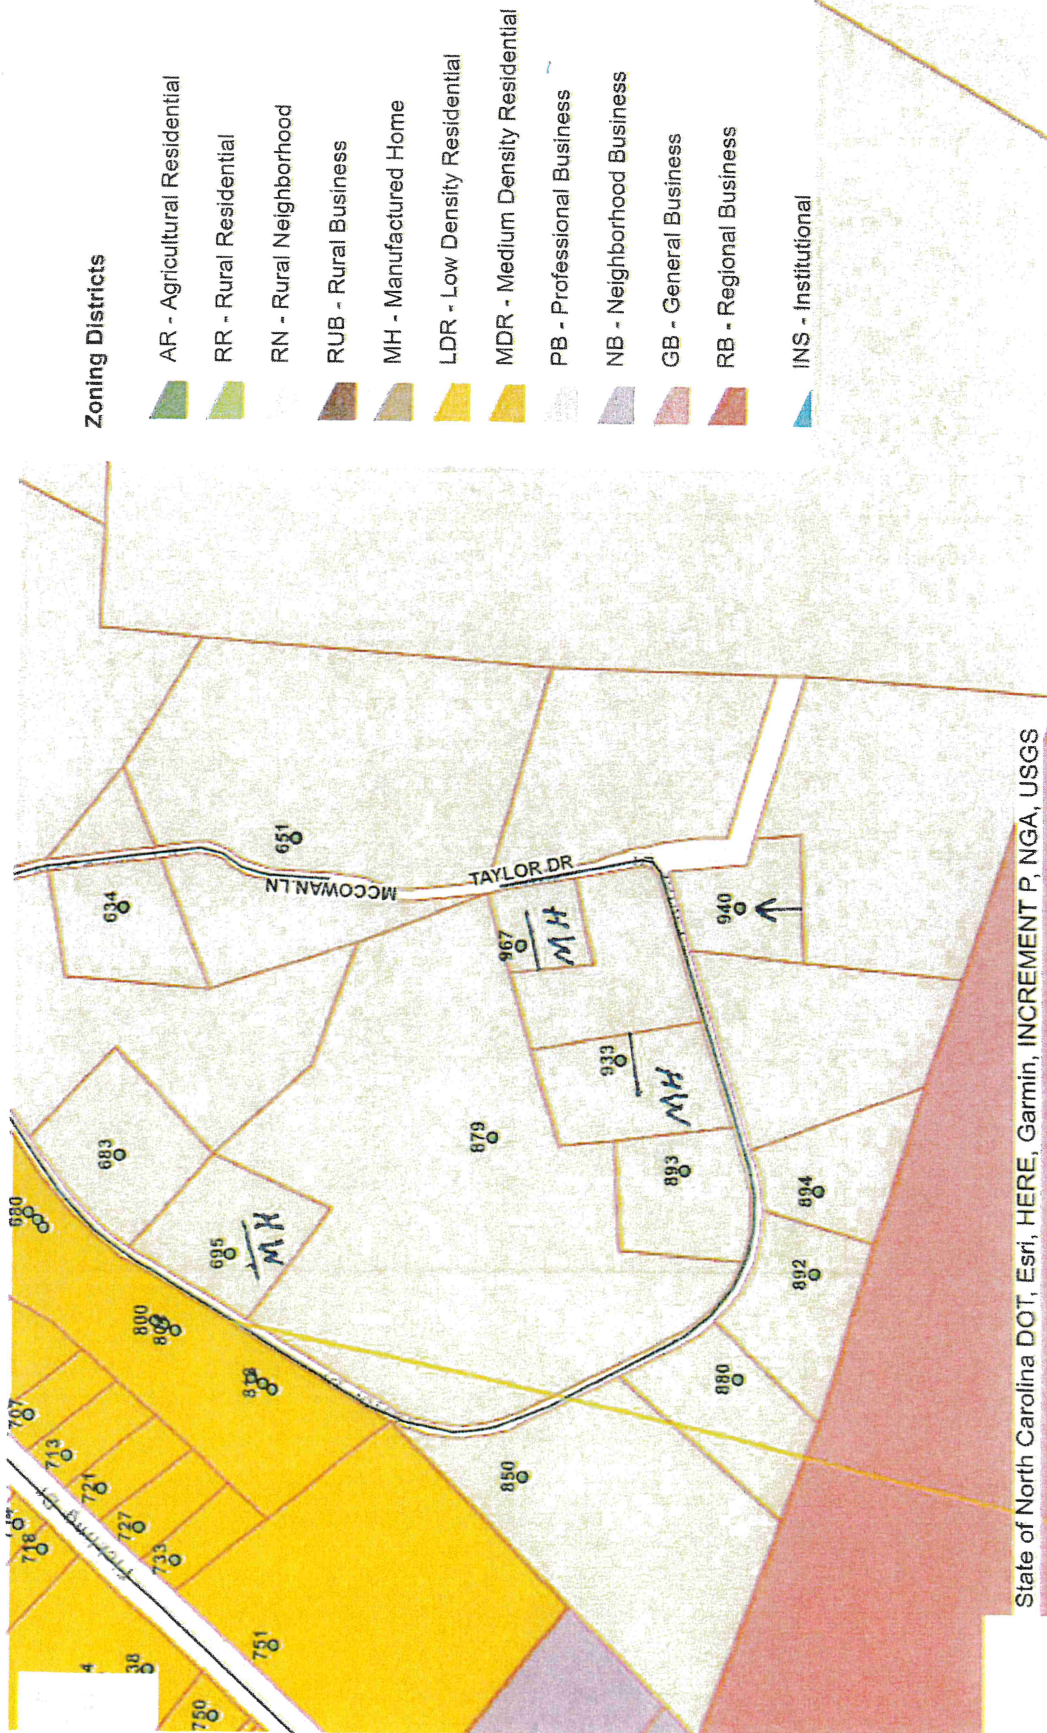 Zoning Districts
AR - Agricultural Residential
RR - Rural Residential
RN - Rural Neighborhood
RUB - Rural Business
MH - Manufactured Home
LDR - Low Density Residential
MDR - Medium Density Residential
PB - Professional Business
NB - Neighborhood Business
GB - General Business
RB - Regional Business
INS - Institutional
680
683
634
707
713
721
718
727
733
800
695
MH
651
MCCOWAN LN
TAYLOR DR
751
750
38
4
879
967
MH
850
933
MH
893
940
880
892
894
State of North Carolina DOT, Esri, HERE, Garmin, INCREMENT P, NGA, USGS